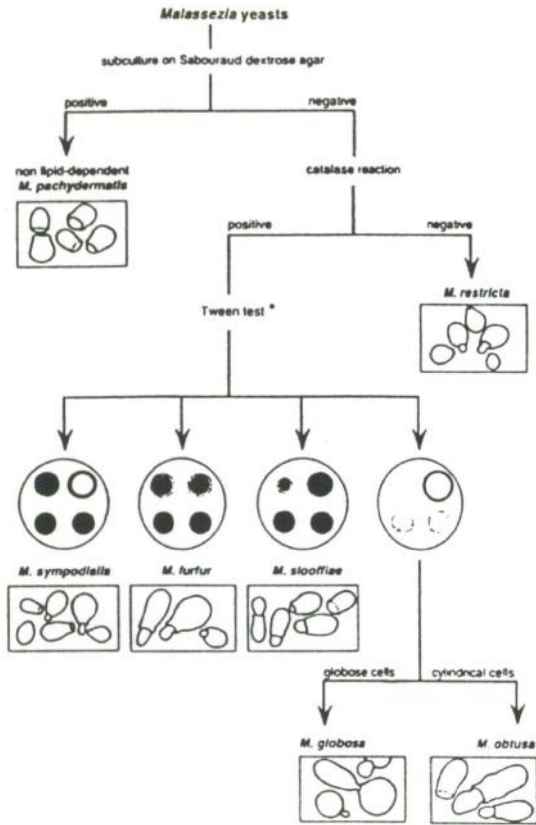 Malassezia yeasts
subculture on Sabouraud dextrose agar
positive
negative
non lipid-dependent
M. pachydermatis
catalase reaction
positive
negative
M. restricta
Tween test *
M. sympodialis
M. furfur
M. slooffiae
globose cells
cylindrical cells
M. globosa
M. obtusa